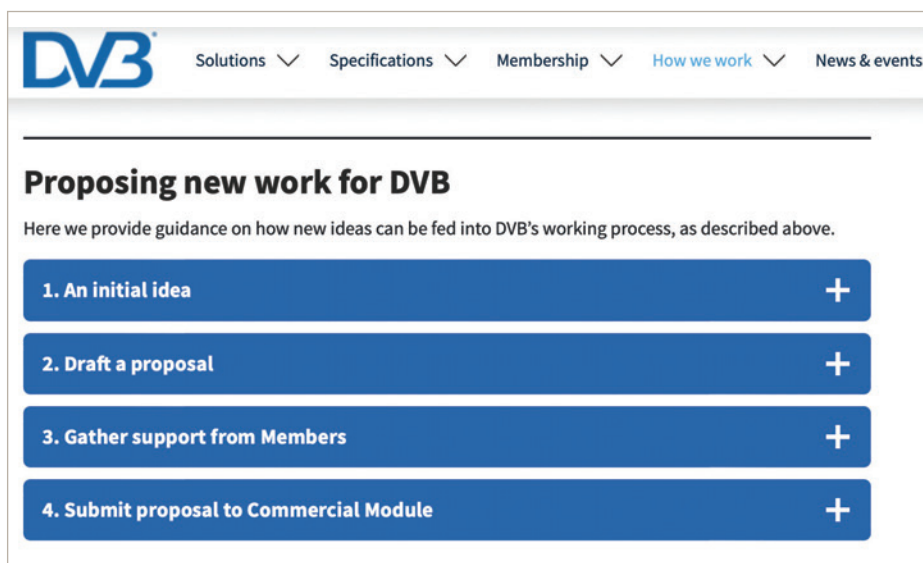 DVB®
Solutions Specifications Membership How we work News & events
Proposing new work for DVB
Here we provide guidance on how new ideas can be fed into DVB’s working process, as described above.
1. An initial idea
2. Draft a proposal
3. Gather support from Members
4. Submit proposal to Commercial Module